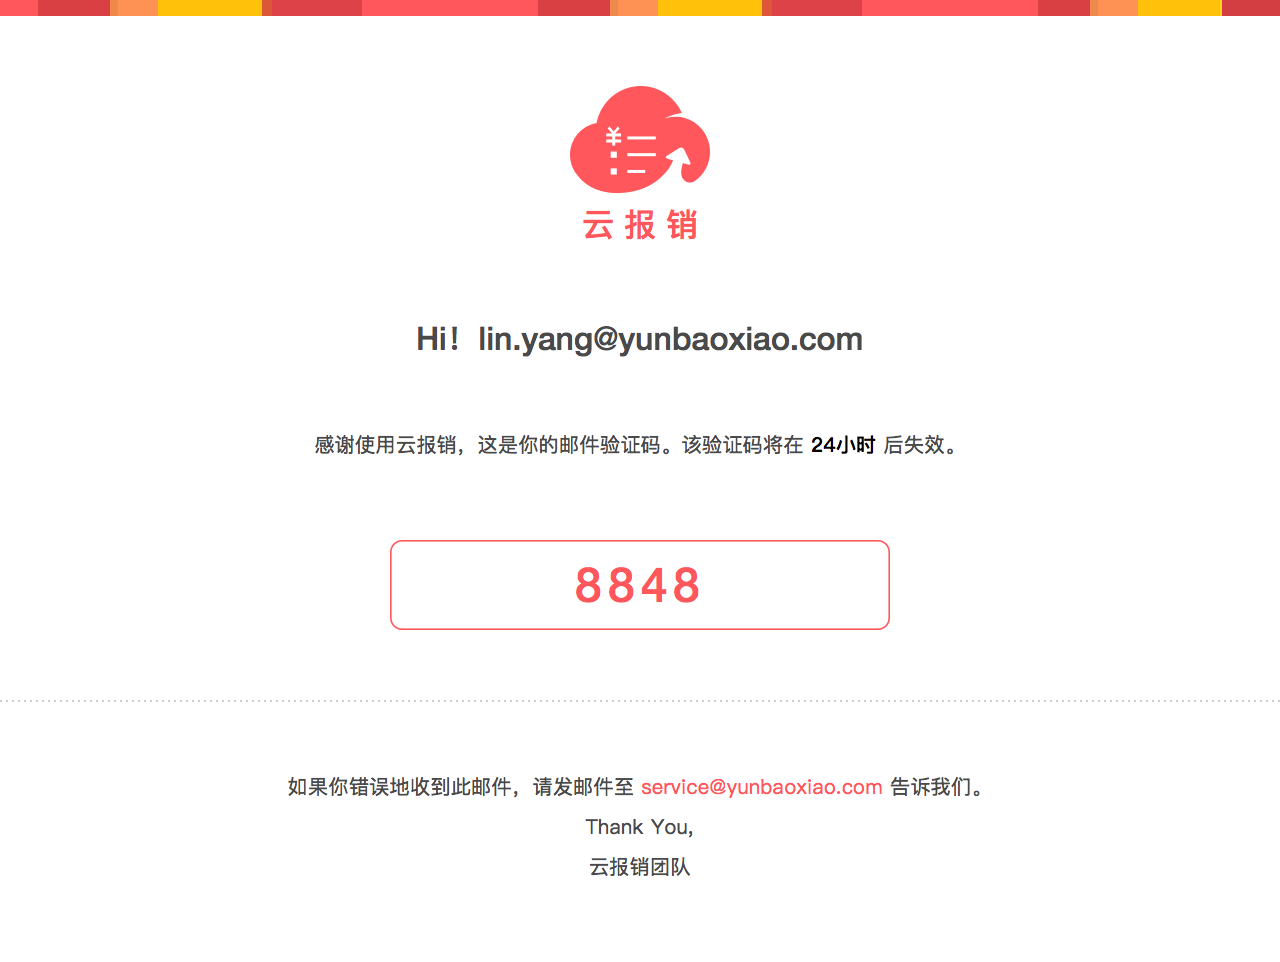 云报销
Hi！lin.yang@yunbaoxiao.com
感谢使用云报销，这是你的邮件验证码。该验证码将在 24小时 后失效。
8848
如果你错误地收到此邮件，请发邮件至 service@yunbaoxiao.com 告诉我们。
Thank You,
云报销团队